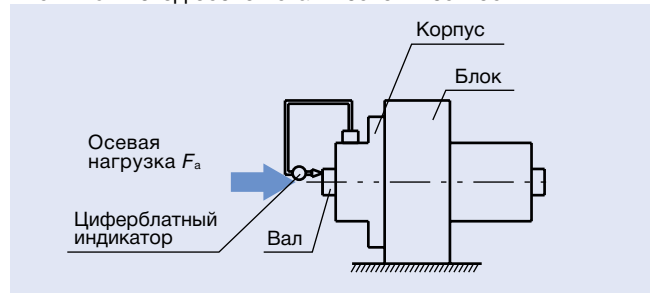 Корпус
Блок
Осевая
нагрузка Fa
Циферблатный
индикатор
Вал